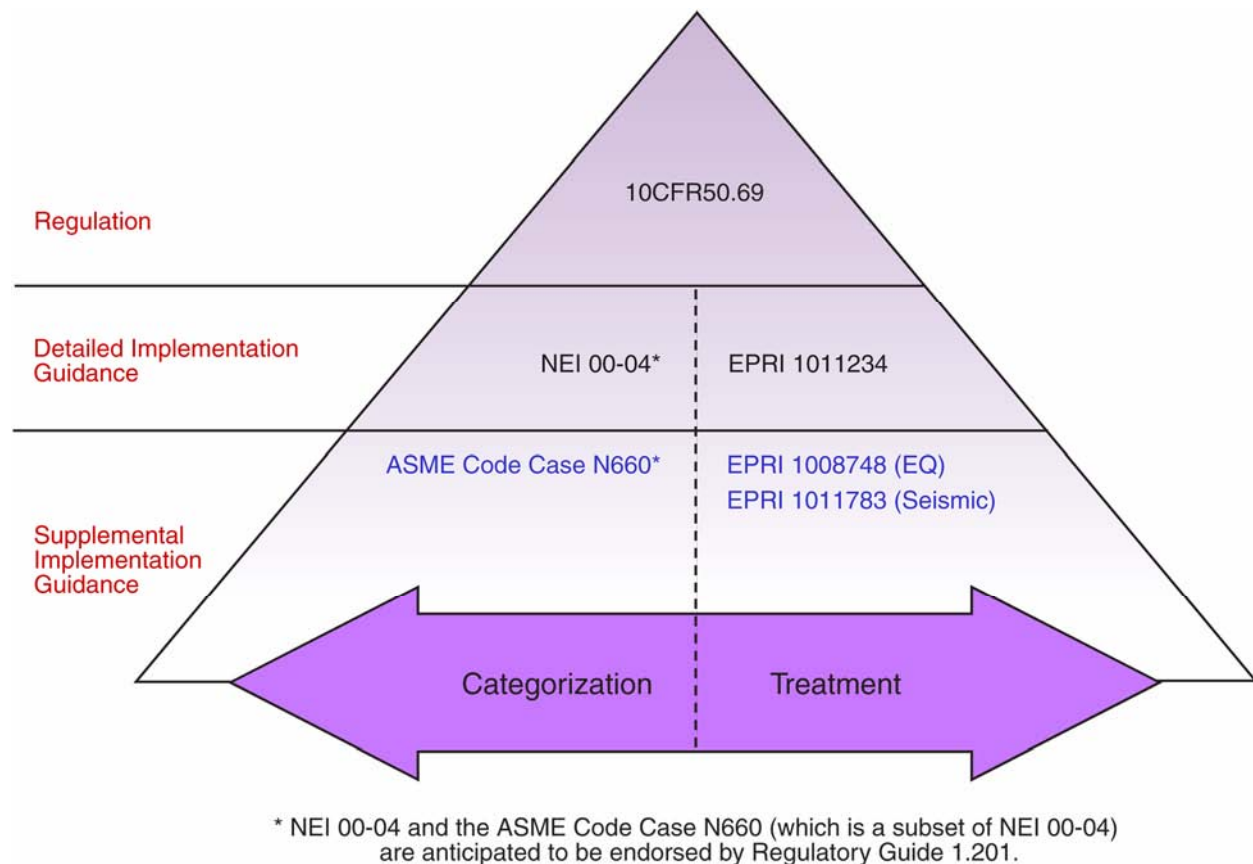 10CFR50.69
Regulation
Detailed Implementation
Guidance
NEI 00-04*
EPRI 1011234
ASME Code Case N660*
EPRI 1008748 (EQ)
EPRI 1011783 (Seismic)
Supplemental
Implementation
Guidance
Categorization
Treatment
* NEI 00-04 and the ASME Code Case N660 (which is a subset of NEI 00-04)
are anticipated to be endorsed by Regulatory Guide 1.201.